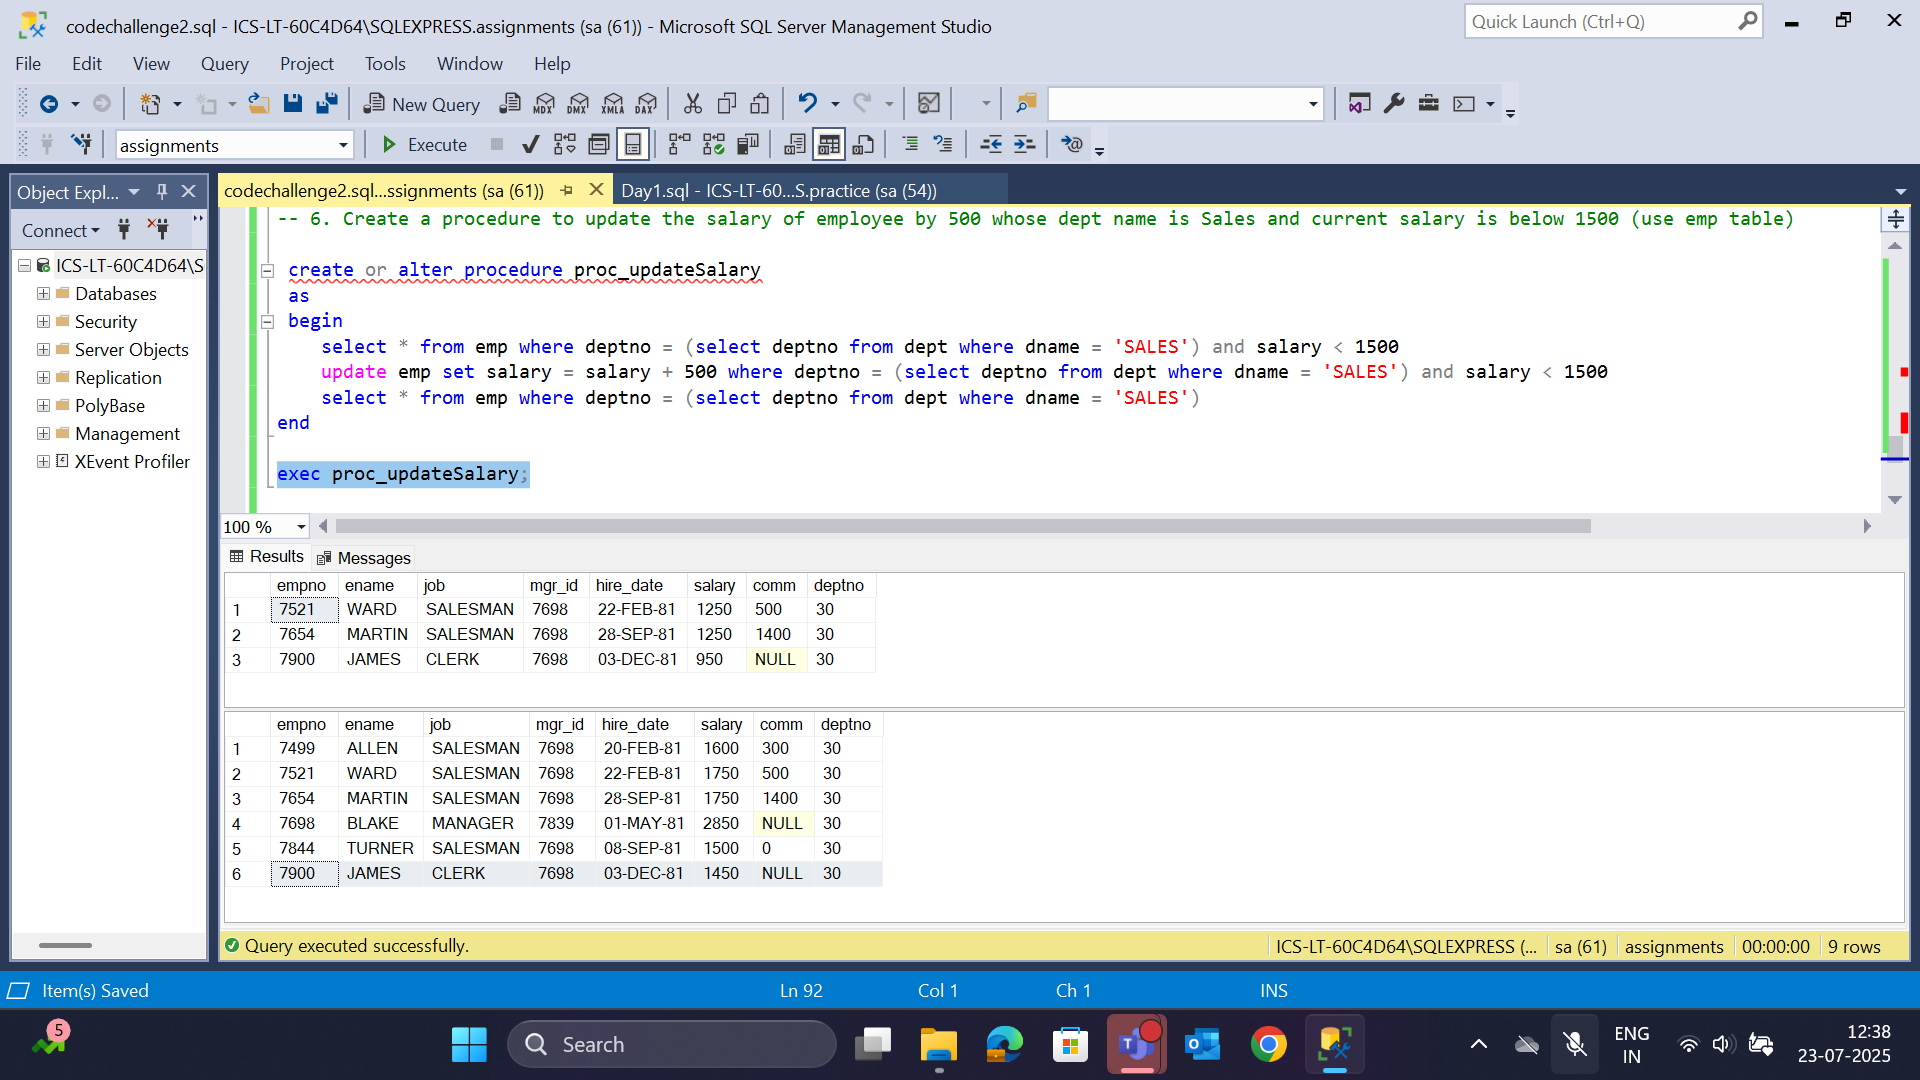 codechallenge2.sql - ICS-LT-60C4D64\SQLEXPRESS.assignments (sa (61)) - Microsoft SQL Server Management Studio
Quick Launch (Ctrl+Q)
File Edit View Query Project Tools Window Help
New Query MDX DMX XMLA DAX
assignments Execute
Object Expl...
codechallenge2.sql...ssignments (sa (61)) Day1.sql - ICS-LT-60...S.practice (sa (54))
Connect
ICS-LT-60C4D64\S
Databases
Security
Server Objects
Replication
PolyBase
Management
XEvent Profiler
-- 6. Create a procedure to update the salary of employee by 500 whose dept name is Sales and current salary is below 1500 (use emp table)
create or alter procedure proc_updateSalary
as
begin
select * from emp where deptno = (select deptno from dept where dname = 'SALES') and salary < 1500
update emp set salary = salary + 500 where deptno = (select deptno from dept where dname = 'SALES') and salary < 1500
select * from emp where deptno = (select deptno from dept where dname = 'SALES')
end
exec proc_updateSalary;
100 %
Results Messages
empno ename job mgr_id hire_date salary comm deptno
1 7521 WARD SALESMAN 7698 22-FEB-81 1250 500 30
2 7654 MARTIN SALESMAN 7698 28-SEP-81 1250 1400 30
3 7900 JAMES CLERK 7698 03-DEC-81 950 NULL 30
empno ename job mgr_id hire_date salary comm deptno
1 7499 ALLEN SALESMAN 7698 20-FEB-81 1600 300 30
2 7521 WARD SALESMAN 7698 22-FEB-81 1750 500 30
3 7654 MARTIN SALESMAN 7698 28-SEP-81 1750 1400 30
4 7698 BLAKE MANAGER 7839 01-MAY-81 2850 NULL 30
5 7844 TURNER SALESMAN 7698 08-SEP-81 1500 0 30
6 7900 JAMES CLERK 7698 03-DEC-81 1450 NULL 30
Query executed successfully. ICS-LT-60C4D64\SQLEXPRESS (... sa (61) assignments 00:00:00 9 rows
Item(s) Saved Ln 92 Col 1 Ch 1 INS
5
Search
ENG
IN
12:38
23-07-2025